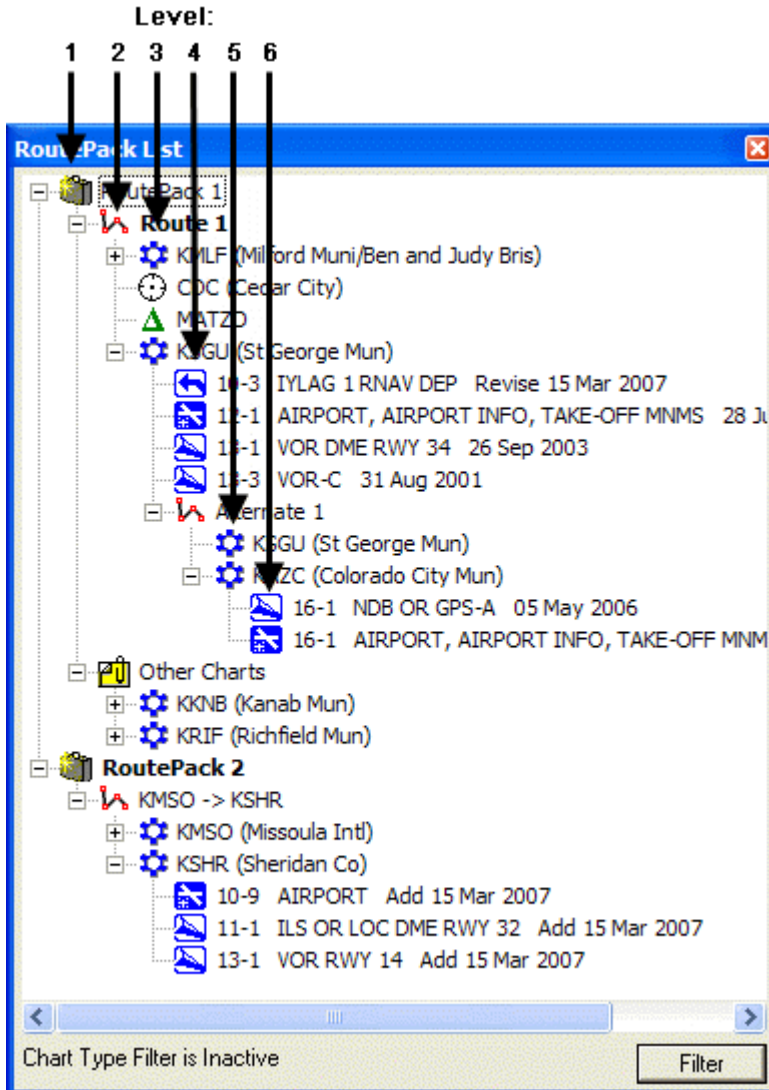 Level:
1 2 3 4 5 6
RoutePack List
RoutePack 1
Route 1
KMLF (Milford Muni/Ben and Judy Bris)
CDC (Cedar City)
MATZO
KSGU (St George Mun)
10-3 IYLAG 1 RNAV DEP Revise 15 Mar 2007
12-1 AIRPORT, AIRPORT INFO, TAKE-OFF MNMS 28 Ju
13-1 VOR DME RWY 34 26 Sep 2003
13-3 VOR-C 31 Aug 2001
Alternate 1
KSGU (St George Mun)
(Colorado City Mun)
16-1 NDB OR GPS-A 05 May 2006
16-1 AIRPORT, AIRPORT INFO, TAKE-OFF MNM
Other Charts
KKNB (Kanab Mun)
KRIF (Richfield Mun)
RoutePack 2
KMSO -> KSHR
KMSO (Missoula Intl)
KSHR (Sheridan Co)
10-9 AIRPORT Add 15 Mar 2007
11-1 ILS OR LOC DME RWY 32 Add 15 Mar 2007
13-1 VOR RWY 14 Add 15 Mar 2007
Chart Type Filter is Inactive
Filter